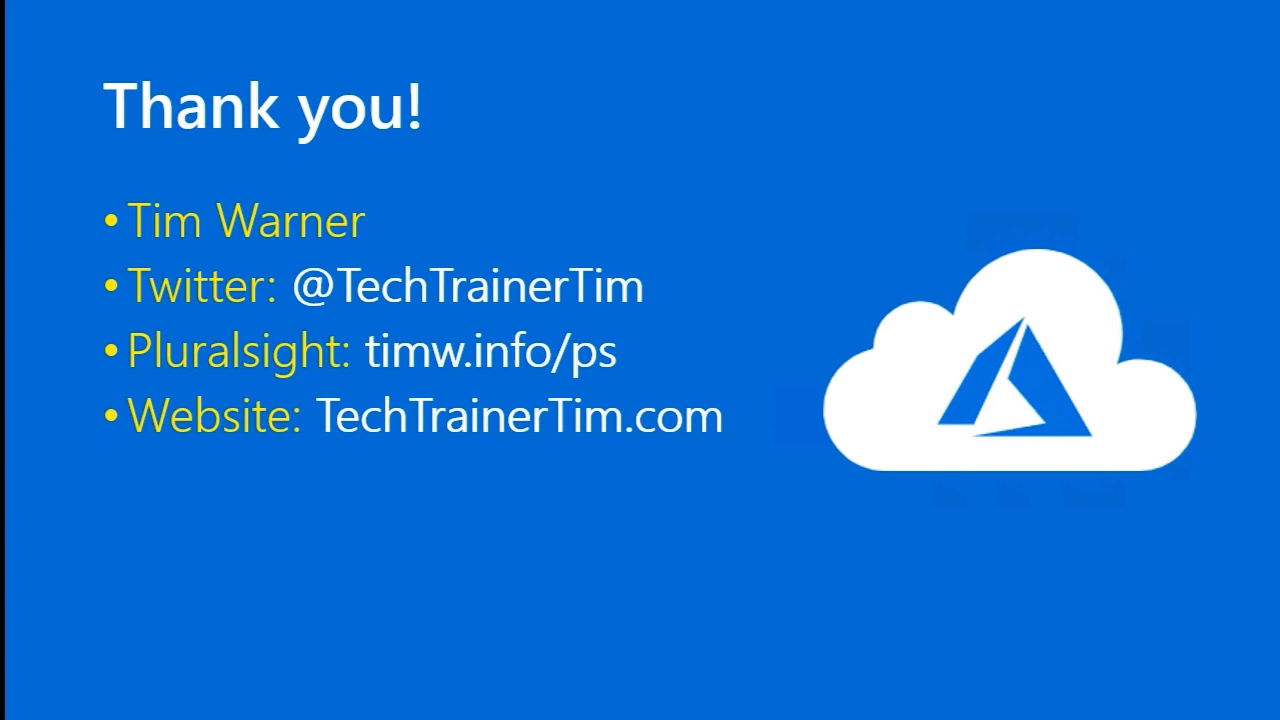 Thank you!
• Tim Warner
• Twitter: @TechTrainerTim
• Pluralsight: timw.info/ps
• Website: TechTrainerTim.com